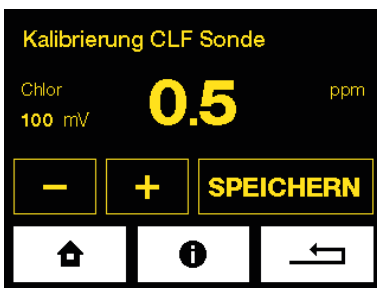 Kalibrierung CLF Sonde
Chlor 0.5 ppm
100 mV
− + SPEICHERN